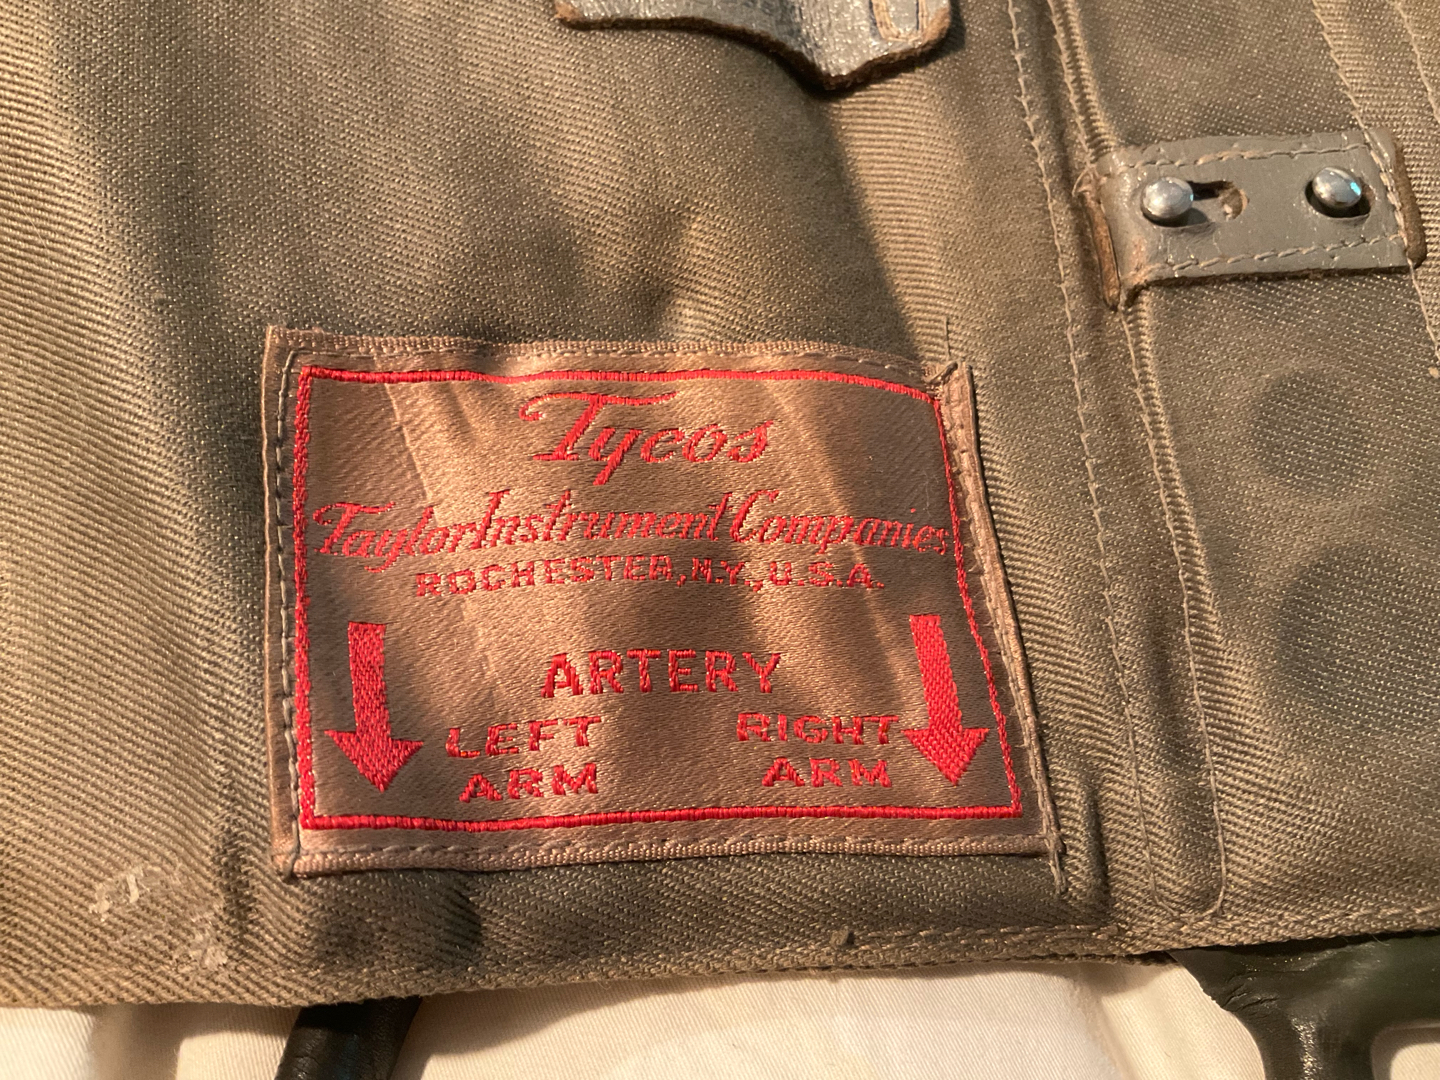 Tycos
Taylor Instrument Companies
ROCHESTER, N.Y., U.S.A.
ARTERY
LEFT ARM
RIGHT ARM